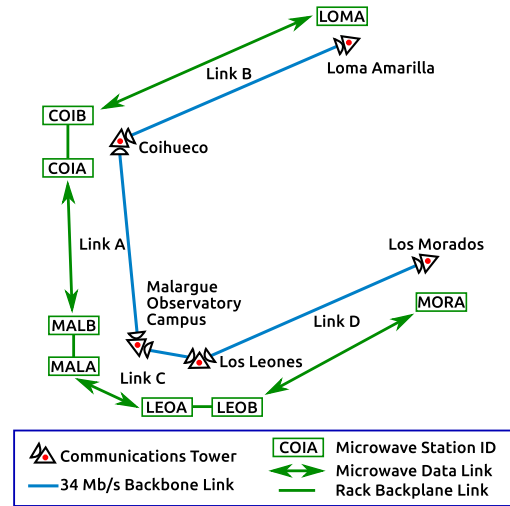 LOMA
Loma Amarilla
Link B
COIB
Coihueco
COIA
Link A
Los Morados
Malargue
Observatory
Campus
MORA
MALB
Link D
MALA
Los Leones
Link C
LEOA
LEOB
Communications Tower
34 Mb/s Backbone Link
COIA
Microwave Station ID
Microwave Data Link
Rack Backplane Link